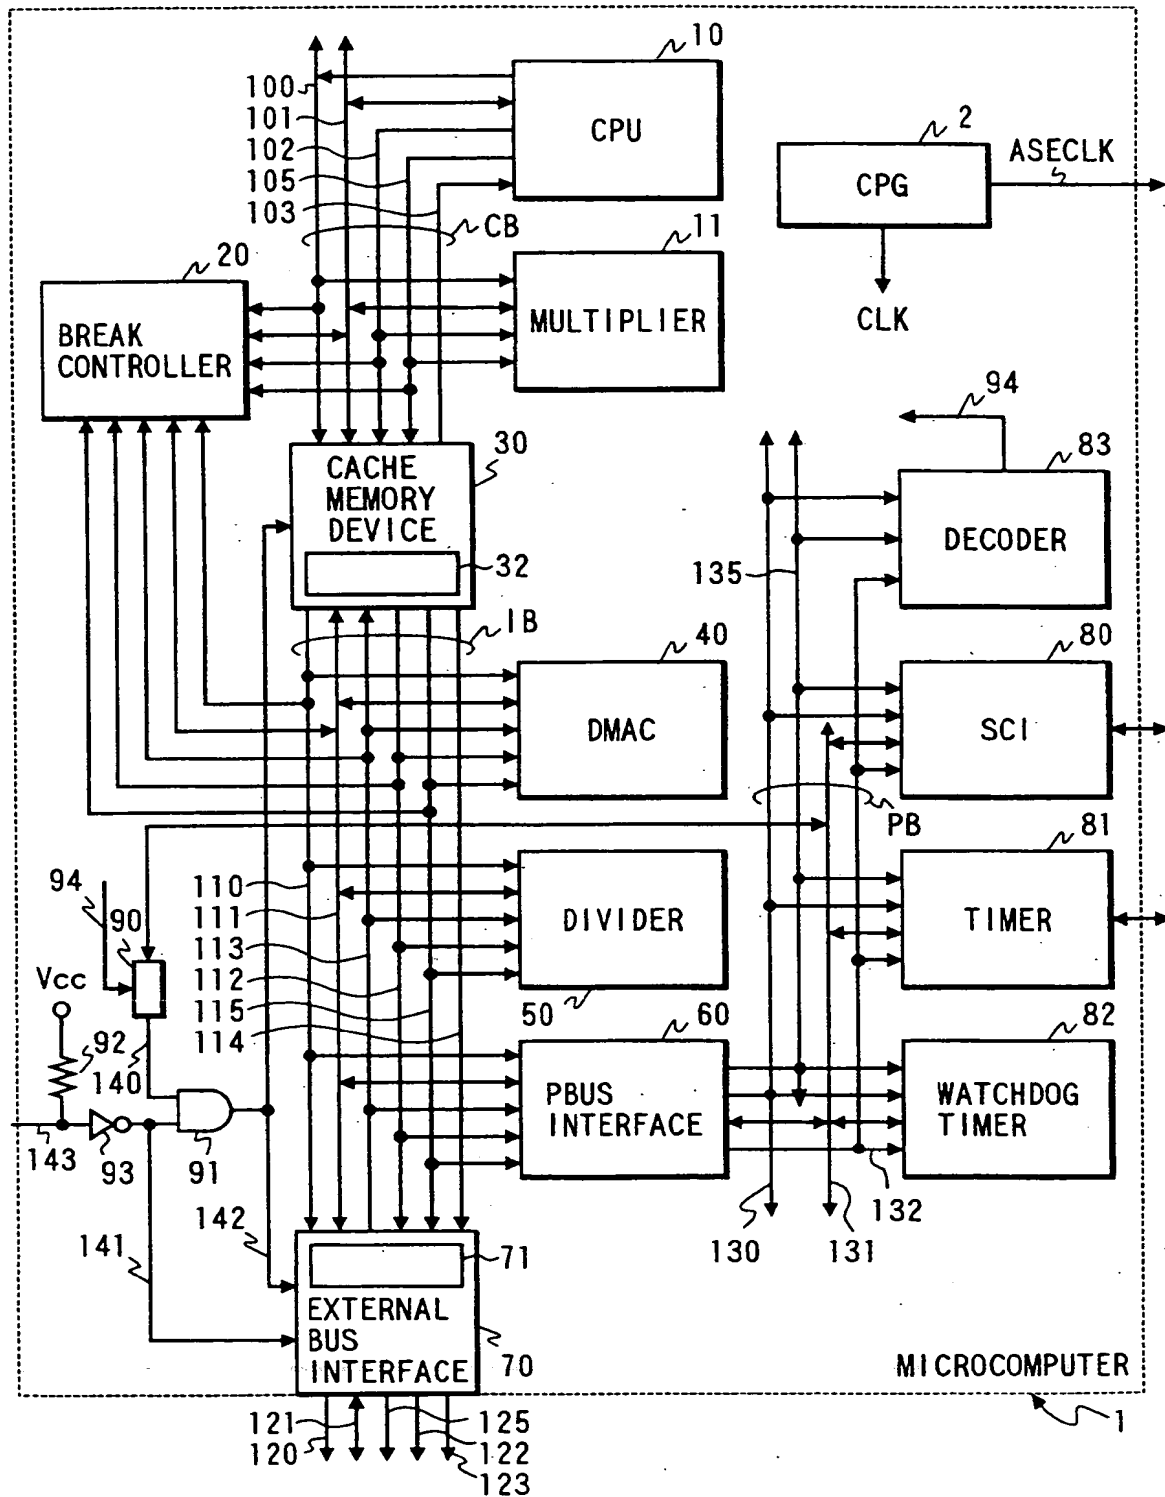 10
100
101
102
105
103
CPU
2
ASECLK
CPG
CLK
CB
11
MULTIPLIER
20
BREAK
CONTROLLER
94
83
DECODER
30
CACHE
MEMORY
DEVICE
32
135
IB
40
DMAC
80
SCI
PB
81
TIMER
94
90
110
111
113
112
115
114
DIVIDER
50
60
82
Vcc
92
140
PBUS
INTERFACE
WATCHDOG
TIMER
143
93
91
132
142
141
130
131
71
EXTERNAL
BUS
INTERFACE
70
MICROCOMPUTER
1
121
120
125
122
123